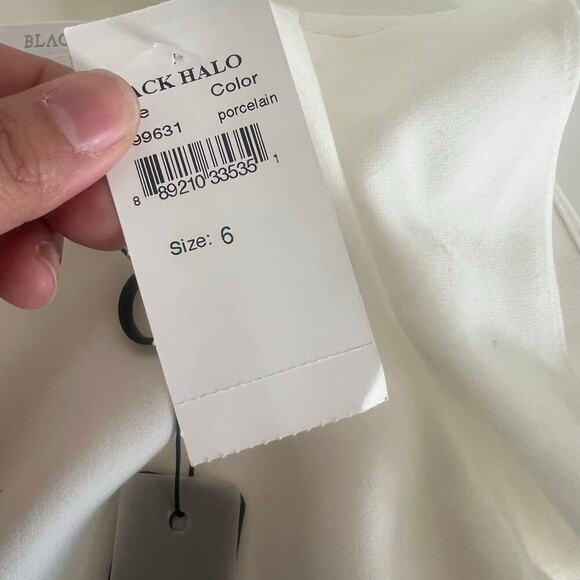 BLAC
ACK HALO
e Color
99631 porcelain
8 89210 33535 1
Size: 6